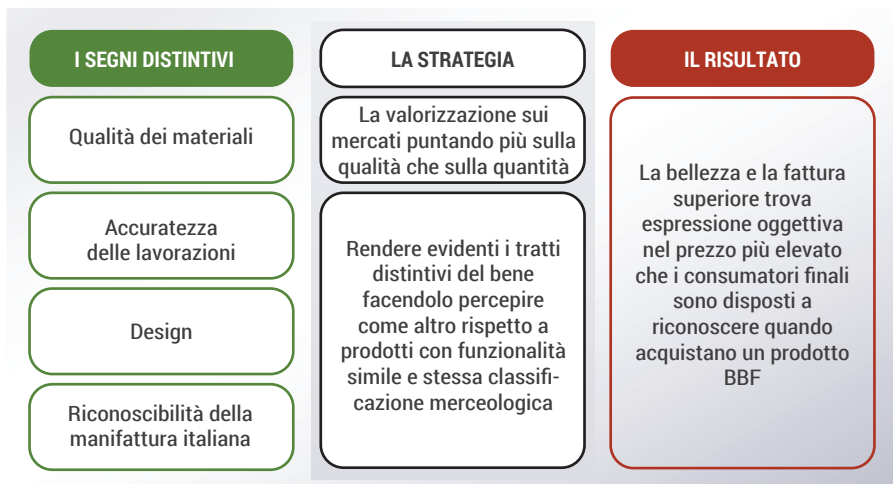 I SEGNI DISTINTIVI
Qualità dei materiali
Accuratezza
delle lavorazioni
Design
Riconoscibilità della
manifattura italiana
LA STRATEGIA
La valorizzazione sui
mercati puntando più sulla
qualità che sulla quantità
Rendere evidenti i tratti
distintivi del bene
facendolo percepire
come altro rispetto a
prodotti con funzionalità
simile e stessa classifi-
cazione merceologica
IL RISULTATO
La bellezza e la fattura
superiore trova
espressione oggettiva
nel prezzo più elevato
che i consumatori finali
sono disposti a
riconoscere quando
acquistano un prodotto
BBF